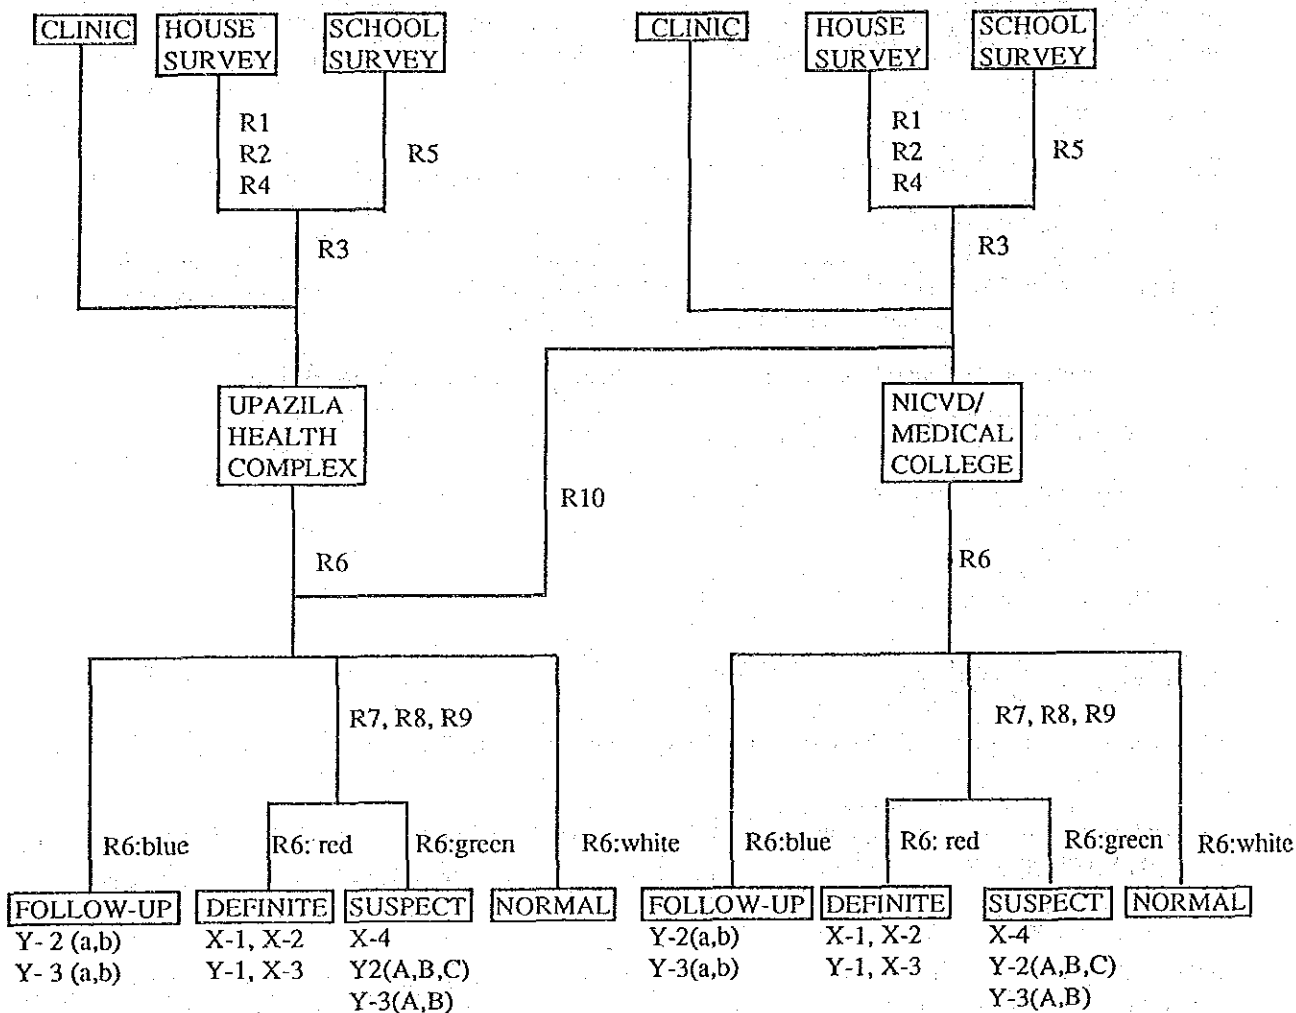 CLINIC
HOUSE
SURVEY
SCHOOL
SURVEY
R1
R2
R4
R5
R3
UPAZILA
HEALTH
COMPLEX
R6
R10
R7, R8, R9
R6:blue
R6: red
R6:green
R6:white
FOLLOW-UP
Y- 2 (a,b)
Y- 3 (a,b)
DEFINITE
X-1, X-2
Y-1, X-3
SUSPECT
X-4
Y2(A,B,C)
Y-3(A,B)
NORMAL
CLINIC
HOUSE
SURVEY
SCHOOL
SURVEY
R1
R2
R4
R5
R3
NICVD/
MEDICAL
COLLEGE
R6
R7, R8, R9
R6:blue
R6: red
R6:green
R6:white
FOLLOW-UP
Y-2(a,b)
Y-3(a,b)
DEFINITE
X-1, X-2
Y-1, X-3
SUSPECT
X-4
Y-2(A,B,C)
Y-3(A,B)
NORMAL